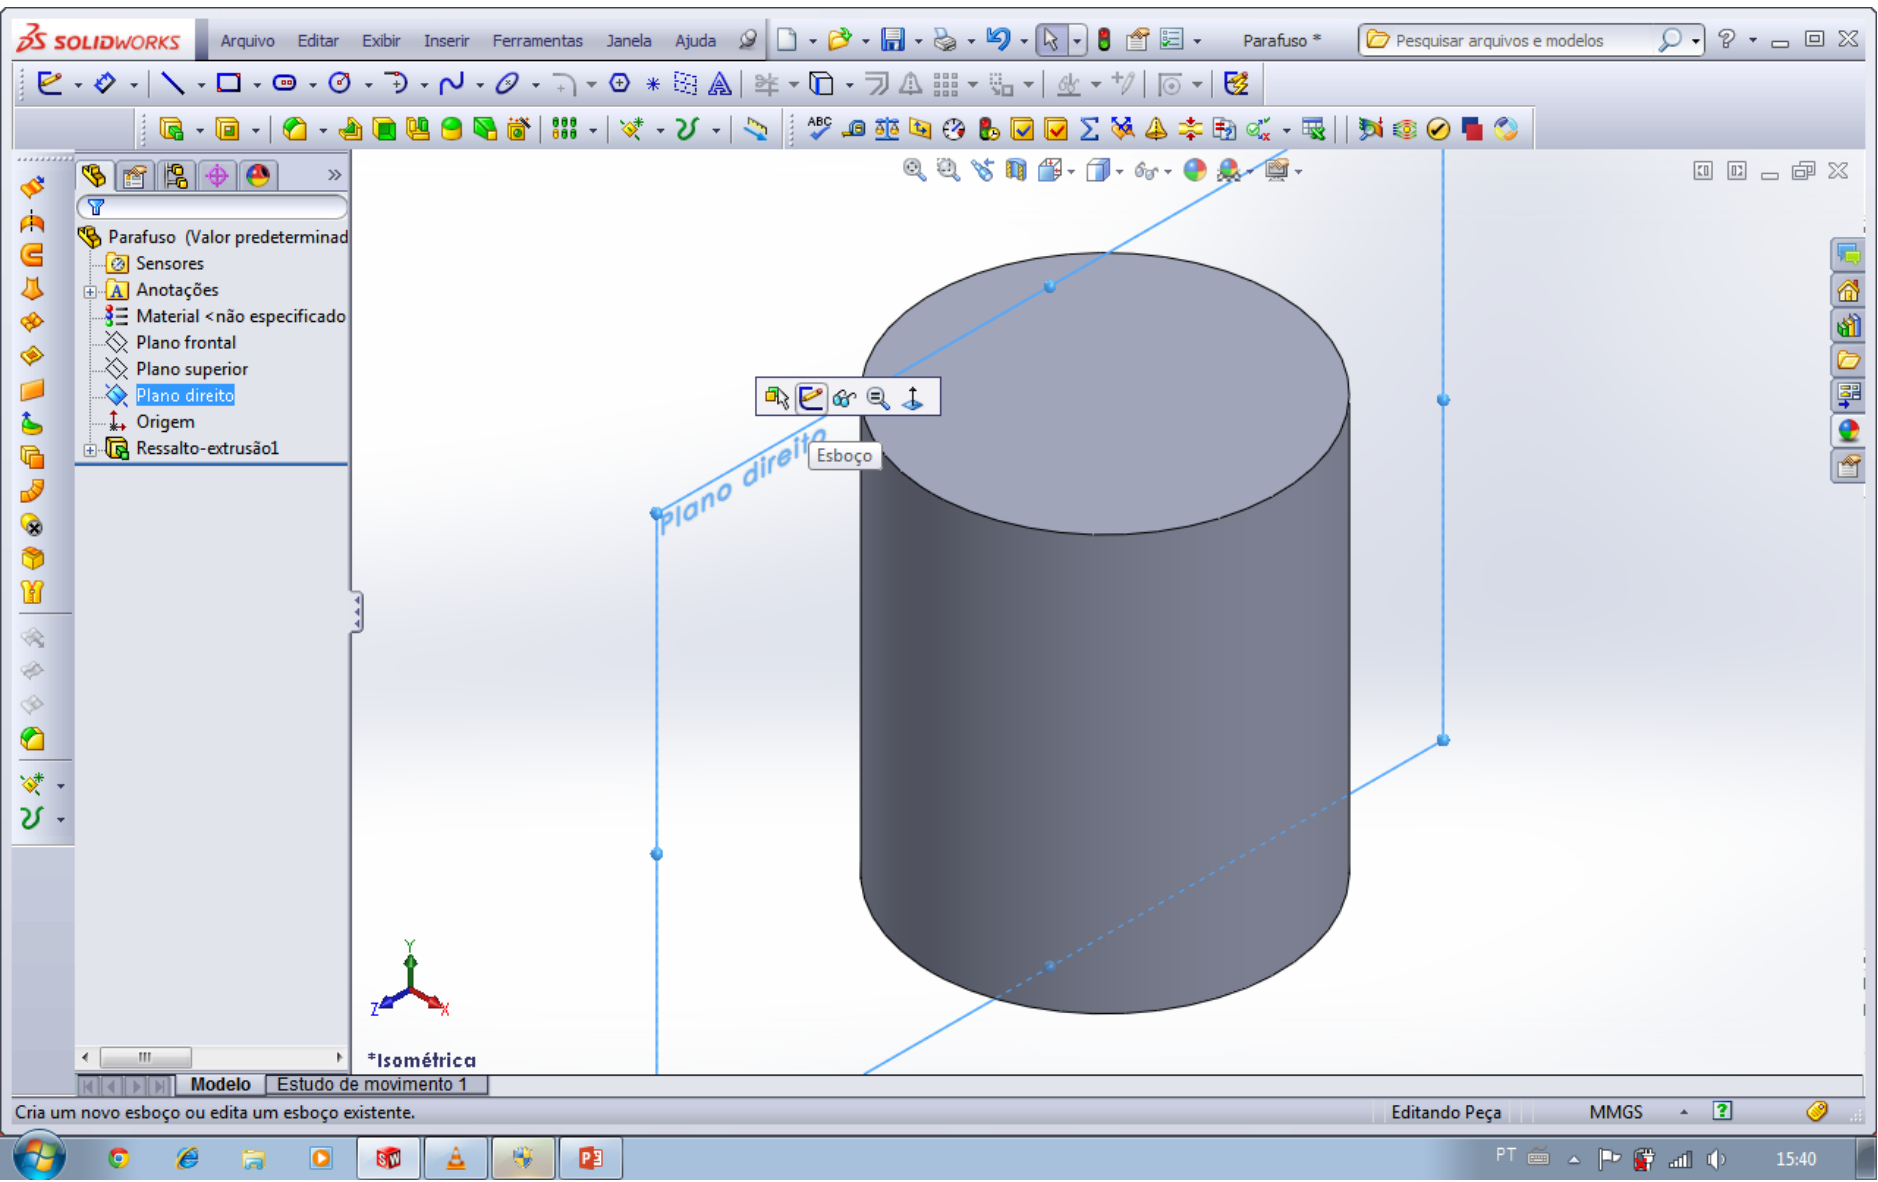 SOLIDWORKS Arquivo Editar Exibir Inserir Ferramentas Janela Ajuda Parafuso * Pesquisar arquivos e modelos
ABC
Parafuso (Valor predeterminad
Sensores
Anotações
Material <não especificado
Plano frontal
Plano superior
Plano direito
Origem
Ressalto-extrusão1
Plano direito
Esboço
Y
Z
X
*Isométrica
Modelo Estudo de movimento 1
Cria um novo esboço ou edita um esboço existente. Editando Peça MMGS
PT 15:40